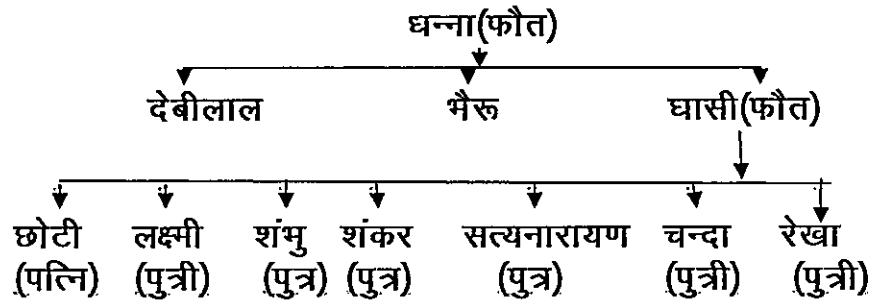 धन्ना(फौत)
देबीलाल भैरू घासी(फौत)
छोटी लक्ष्मी शंभु शंकर सत्यनारायण चन्दा रेखा
(पत्नि) (पुत्री) (पुत्र) (पुत्र) (पुत्र) (पुत्री) (पुत्री)